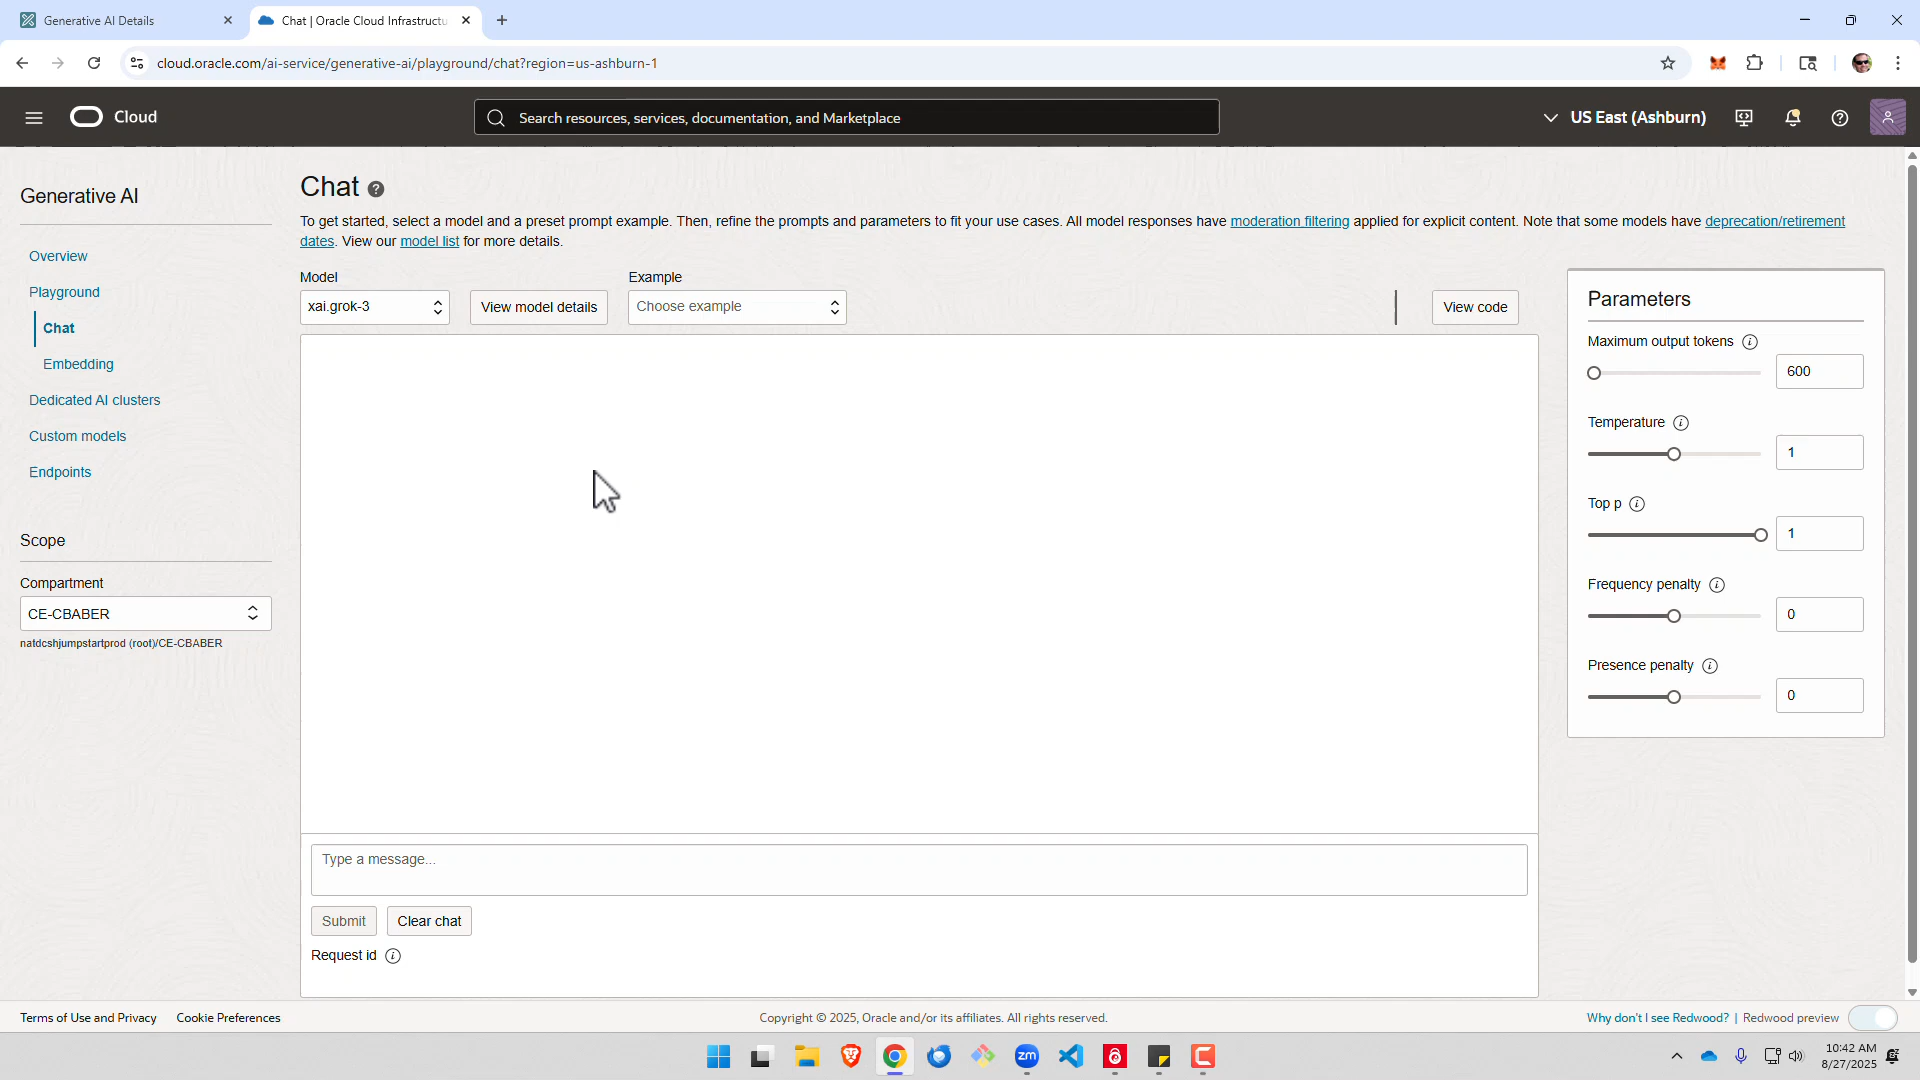 Generative AI Details
Chat | Oracle Cloud Infrastructu
cloud.oracle.com/ai-service/generative-ai/playground/chat?region=us-ashburn-1
Cloud
Search resources, services, documentation, and Marketplace
US East (Ashburn)
Generative AI
Overview
Playground
Chat
Embedding
Dedicated AI clusters
Custom models
Endpoints
Scope
Compartment
CE-CBABER
natdcshjumpstartprod (root)/CE-CBABER
Chat
To get started, select a model and a preset prompt example. Then, refine the prompts and parameters to fit your use cases. All model responses have moderation filtering applied for explicit content. Note that some models have deprecation/retirement
dates. View our model list for more details.
Model
Example
xai.grok-3
View model details
Choose example
View code
Type a message...
Submit
Clear chat
Request id
Parameters
Maximum output tokens
600
Temperature
1
Top p
1
Frequency penalty
0
Presence penalty
0
Terms of Use and Privacy
Cookie Preferences
Copyright © 2025, Oracle and/or its affiliates. All rights reserved.
Why don't I see Redwood? | Redwood preview
zm
10:42 AM
8/27/2025